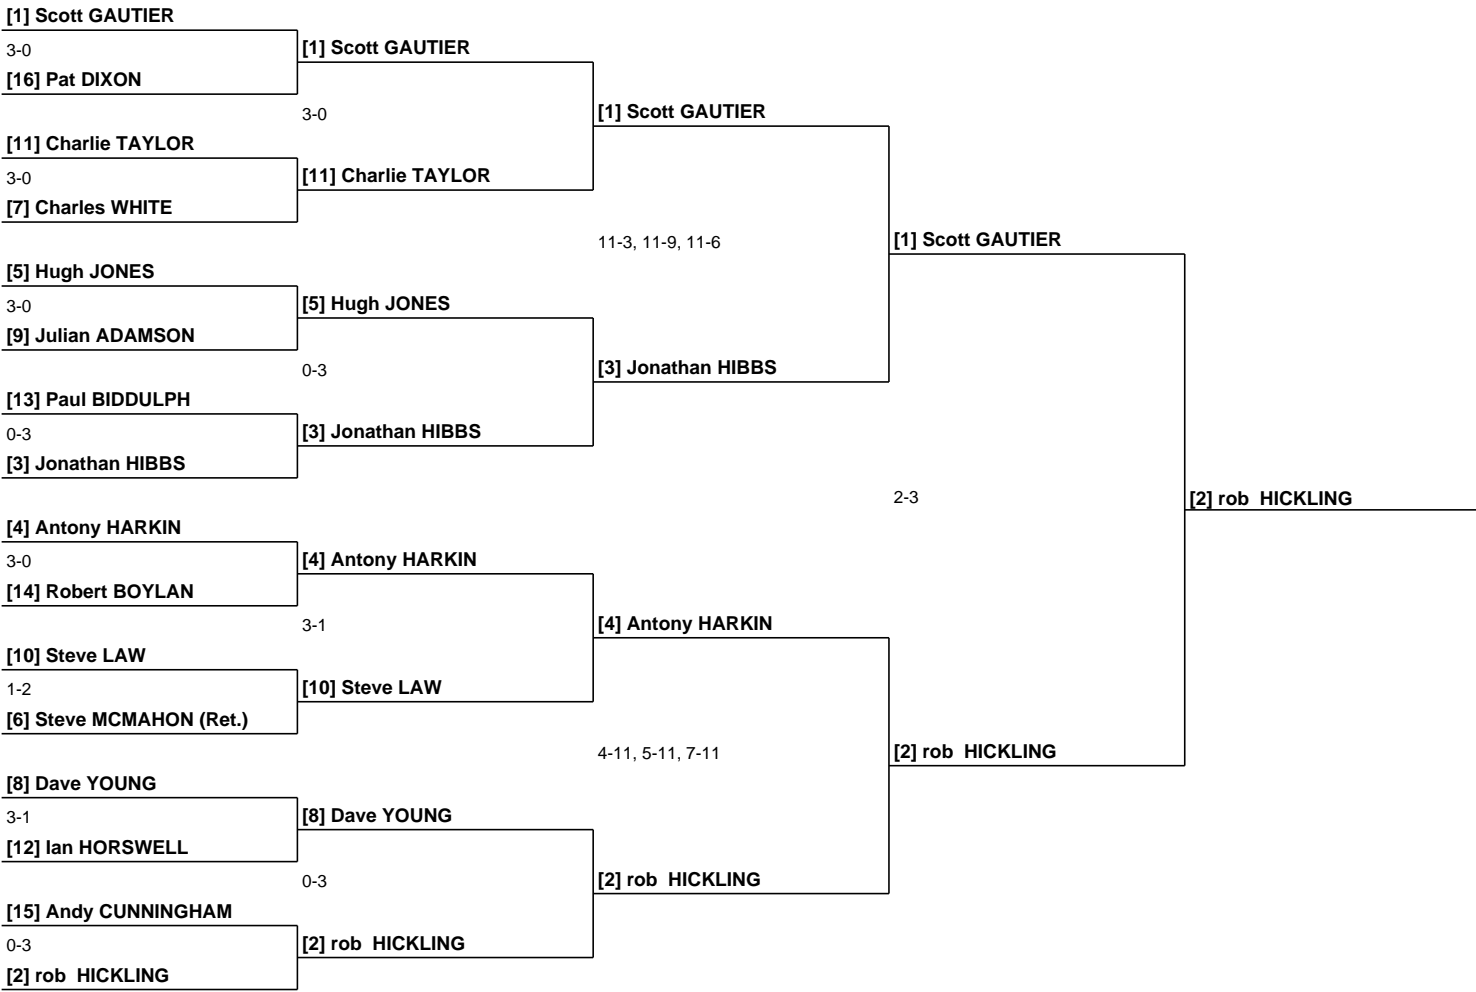 [1] Scott GAUTIER
3-0
[16] Pat DIXON
[11] Charlie TAYLOR
3-0
[7] Charles WHITE
[5] Hugh JONES
3-0
[9] Julian ADAMSON
[13] Paul BIDDULPH
0-3
[3] Jonathan HIBBS
[4] Antony HARKIN
3-0
[14] Robert BOYLAN
[10] Steve LAW
1-2
[6] Steve MCMAHON (Ret.)
[8] Dave YOUNG
3-1
[12] Ian HORSWELL
[15] Andy CUNNINGHAM
0-3
[2] rob  HICKLING
[1] Scott GAUTIER
3-0
[11] Charlie TAYLOR
[5] Hugh JONES
0-3
[3] Jonathan HIBBS
[4] Antony HARKIN
3-1
[10] Steve LAW
[8] Dave YOUNG
0-3
[2] rob  HICKLING
[1] Scott GAUTIER
11-3, 11-9, 11-6
[3] Jonathan HIBBS
[4] Antony HARKIN
4-11, 5-11, 7-11
[2] rob  HICKLING
[1] Scott GAUTIER
2-3
[2] rob  HICKLING
[2] rob  HICKLING